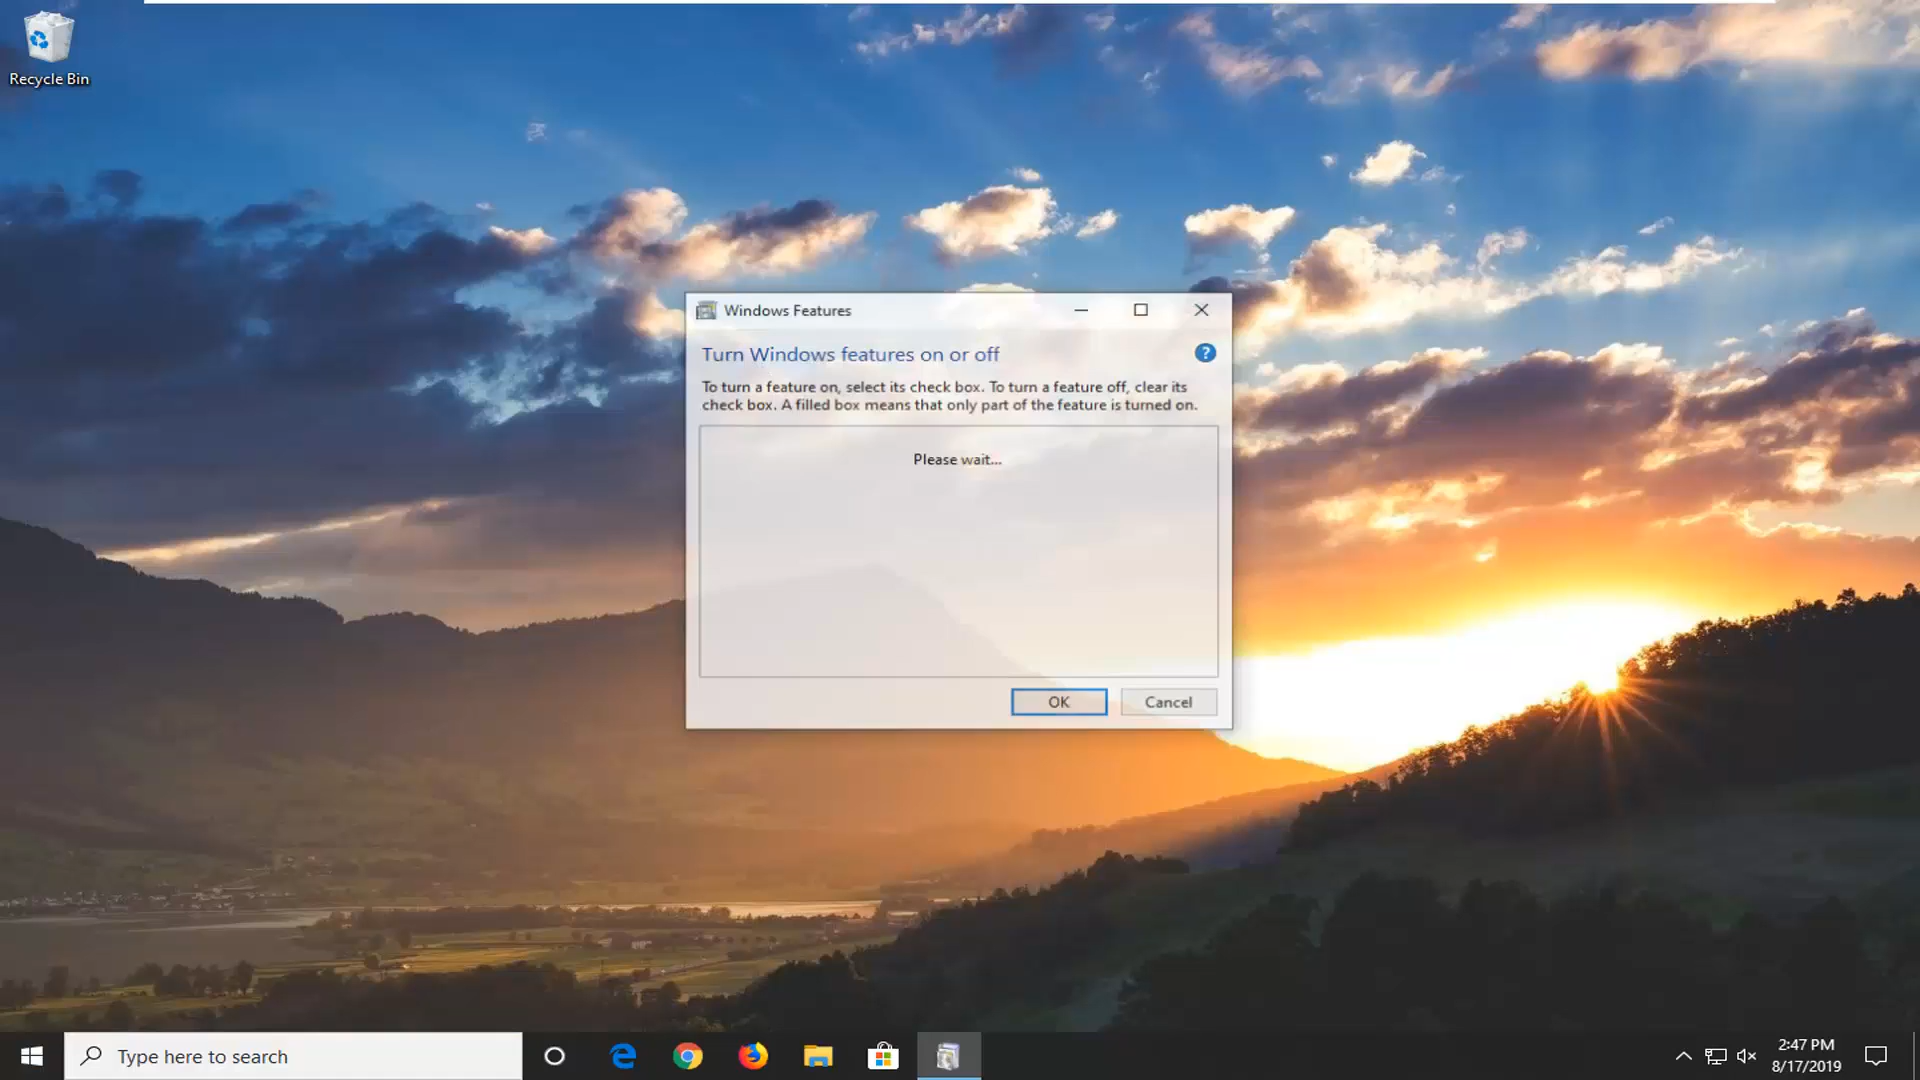 Recycle Bin
Windows Features
Turn Windows features on or off
?
To turn a feature on, select its check box. To turn a feature off, clear its
check box. A filled box means that only part of the feature is turned on.
Please wait...
OK
Cancel
Type here to search
2:47 PM
8/17/2019